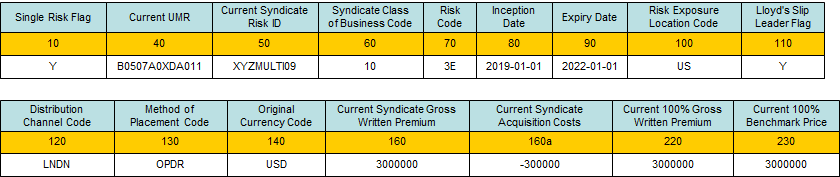 Single Risk Flag Current UMR Current Syndicate Risk ID Syndicate Class of Business Code Risk Code Inception Date Expiry Date Risk Exposure Location Code Lloyd's Slip Leader Flag
10 40 50 60 70 80 90 100 110
Y B0507A0XDA011 XYZMULTI09 10 3E 2019-01-01 2022-01-01 US Y
Distribution Channel Code Method of Placement Code Original Currency Code Current Syndicate Gross Written Premium Current Syndicate Acquisition Costs Current 100% Gross Written Premium Current 100% Benchmark Price
120 130 140 160 160a 220 230
LNDN OPDR USD 3000000 -300000 3000000 3000000